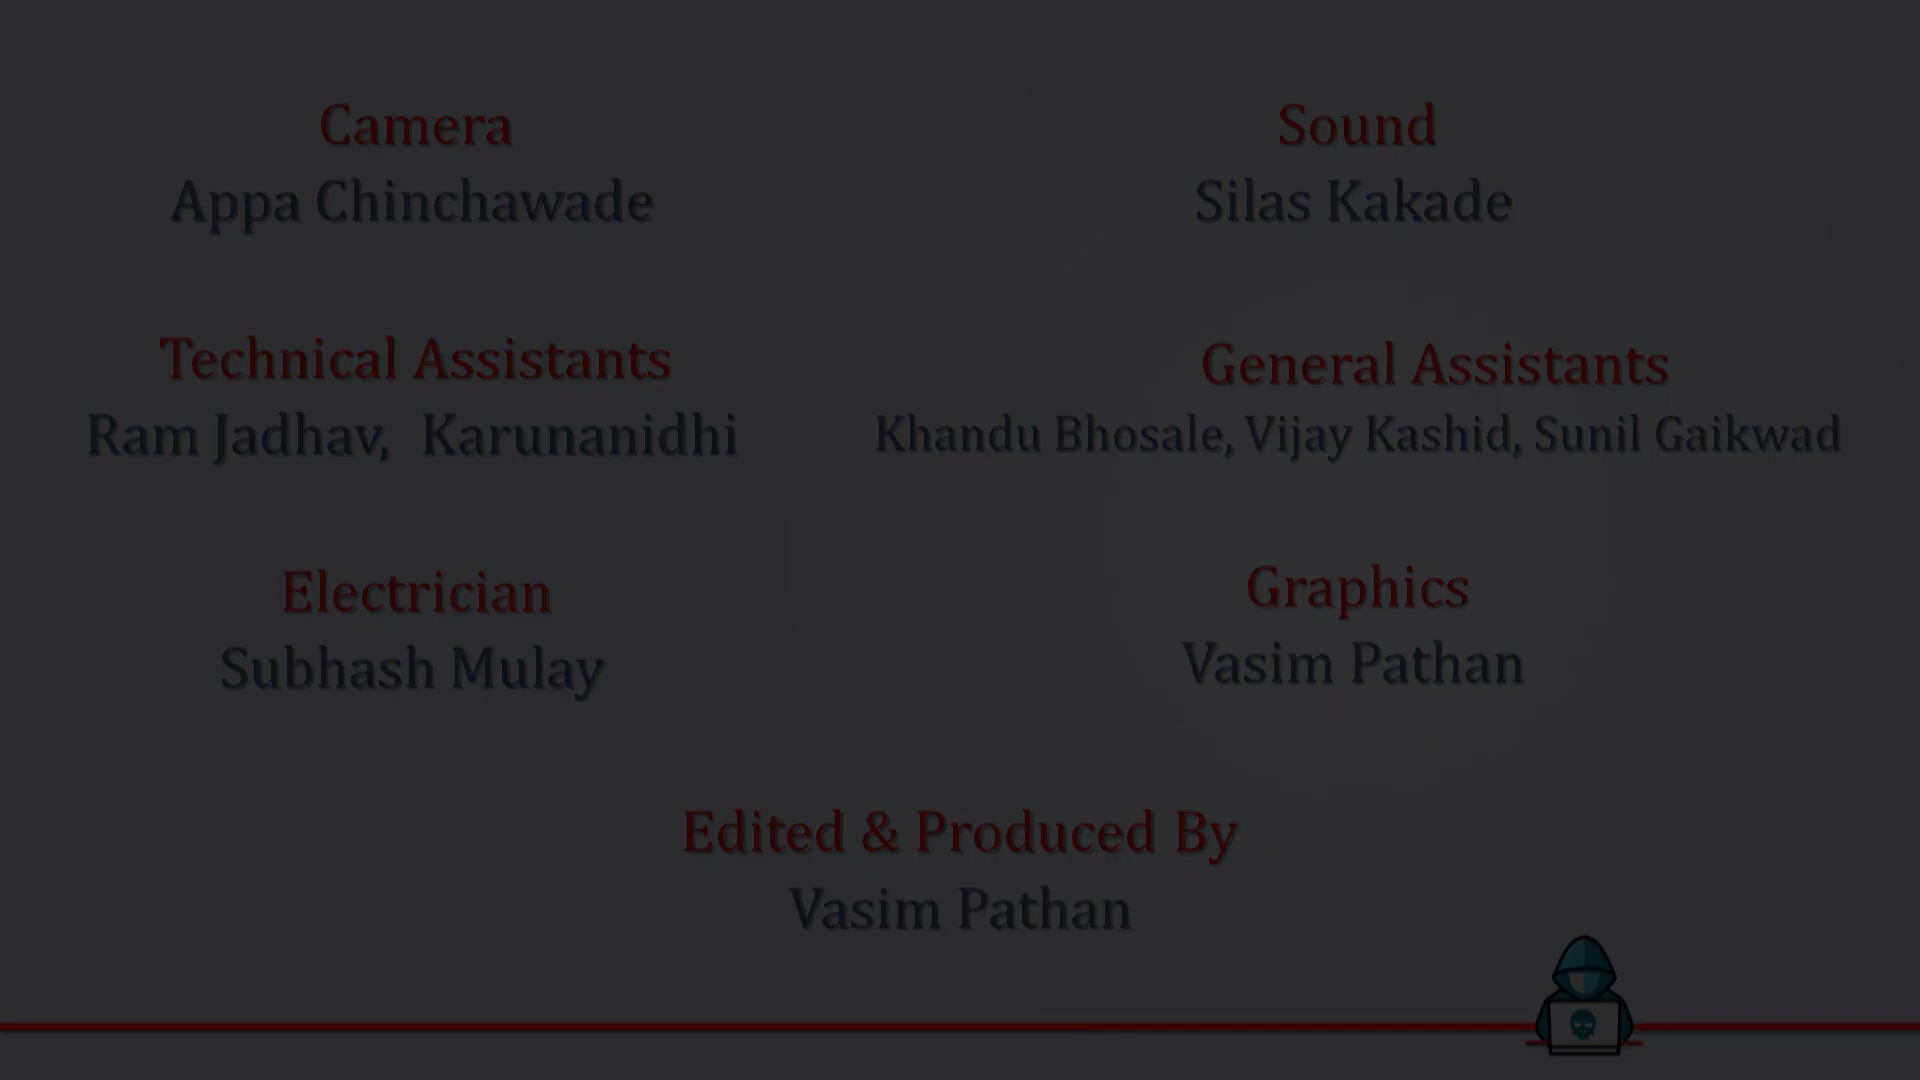 Camera
Appa Chinchawade
Sound
Silas Kakade
Technical Assistants
Ram Jadhav, Karunanidhi
General Assistants
Khandu Bhosale, Vijay Kashid, Sunil Gaikwad
Electrician
Subhash Mulay
Graphics
Vasim Pathan
Edited & Produced By
Vasim Pathan